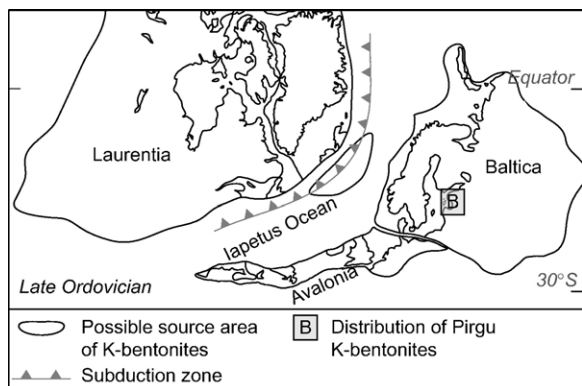 Equator
Laurentia
Baltica
B
Iapetus Ocean
Avalonia
Late Ordovician
30°S
Possible source area
of K-bentonites
B Distribution of Pirgu
K-bentonites
Subduction zone